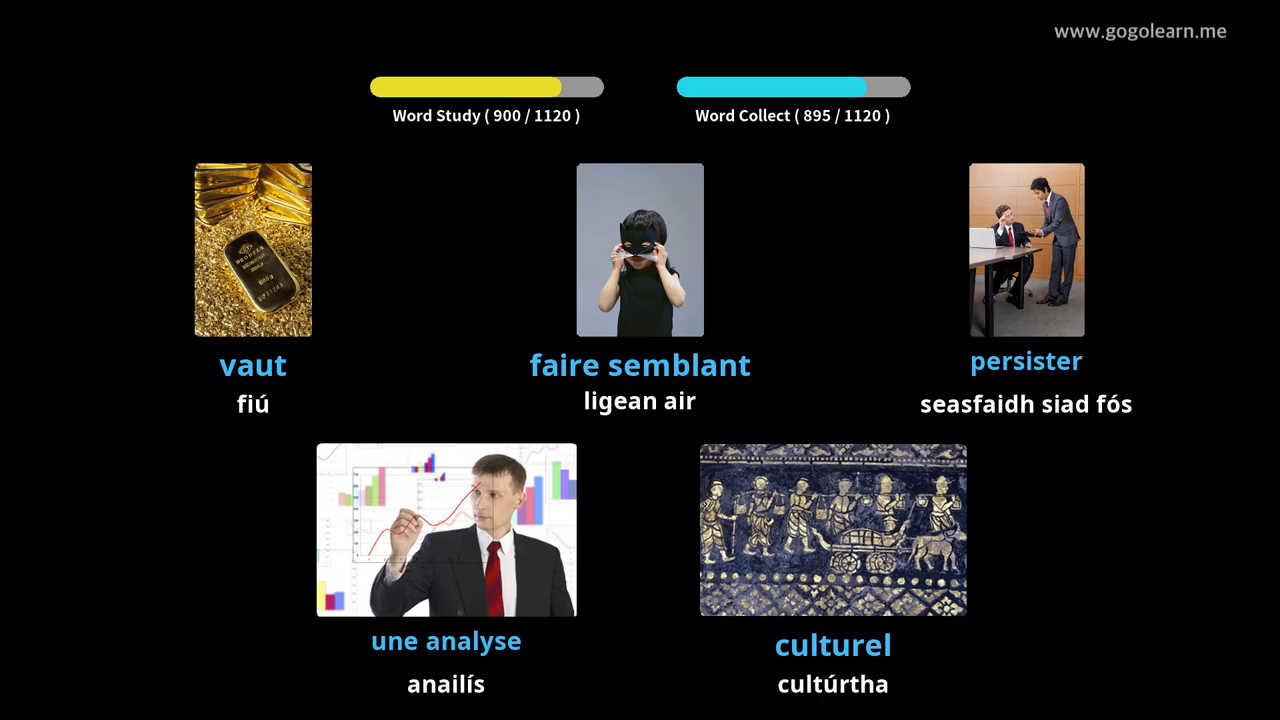 www.gogolearn.me
Word Study ( 900 / 1120 )
Word Collect ( 895 / 1120 )
vaut
faire semblant
persister
fiú
ligean air
seasfaidh siad fós
une analyse
culturel
anailís
cultúrtha